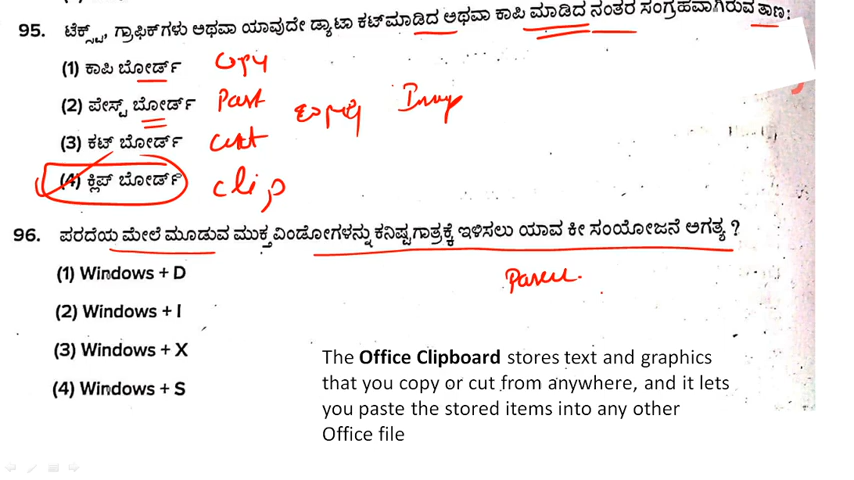 95. ಟೆಕ್ಸ್ಟ್, ಗ್ರಾಫಿಕ್‌ಗಳು ಅಥವಾ ಯಾವುದೇ ಡ್ಯಾಟಾ ಕಟ್‌ಮಾಡಿದ ಅಥವಾ ಕಾಪಿ ಮಾಡಿದ ನಂತರ ಸಂಗ್ರಹವಾಗಿರುವ ತಾಣ:
(1) ಕಾಪಿ ಬೋರ್ಡ್ copy
(2) ಪೇಸ್ಟ್ ಬೋರ್ಡ್ Past
(3) ಕಟ್ ಬೋರ್ಡ್ cut
(4) ಕ್ಲಿಪ್ ಬೋರ್ಡ್ clip
96. ಪರದೆಯ ಮೇಲೆ ಮೂಡುವ ಮುಕ್ತವಿಂಡೋಗಳನ್ನು ಕನಿಷ್ಟಗಾತ್ರಕ್ಕೆ ಇಳಿಸಲು ಯಾವ ಕೀ ಸಂಯೋಜನೆ ಅಗತ್ಯ ?
(1) Windows + D
(2) Windows + I
(3) Windows + X
(4) Windows + S
The Office Clipboard stores text and graphics
that you copy or cut from anywhere, and it lets
you paste the stored items into any other
Office file